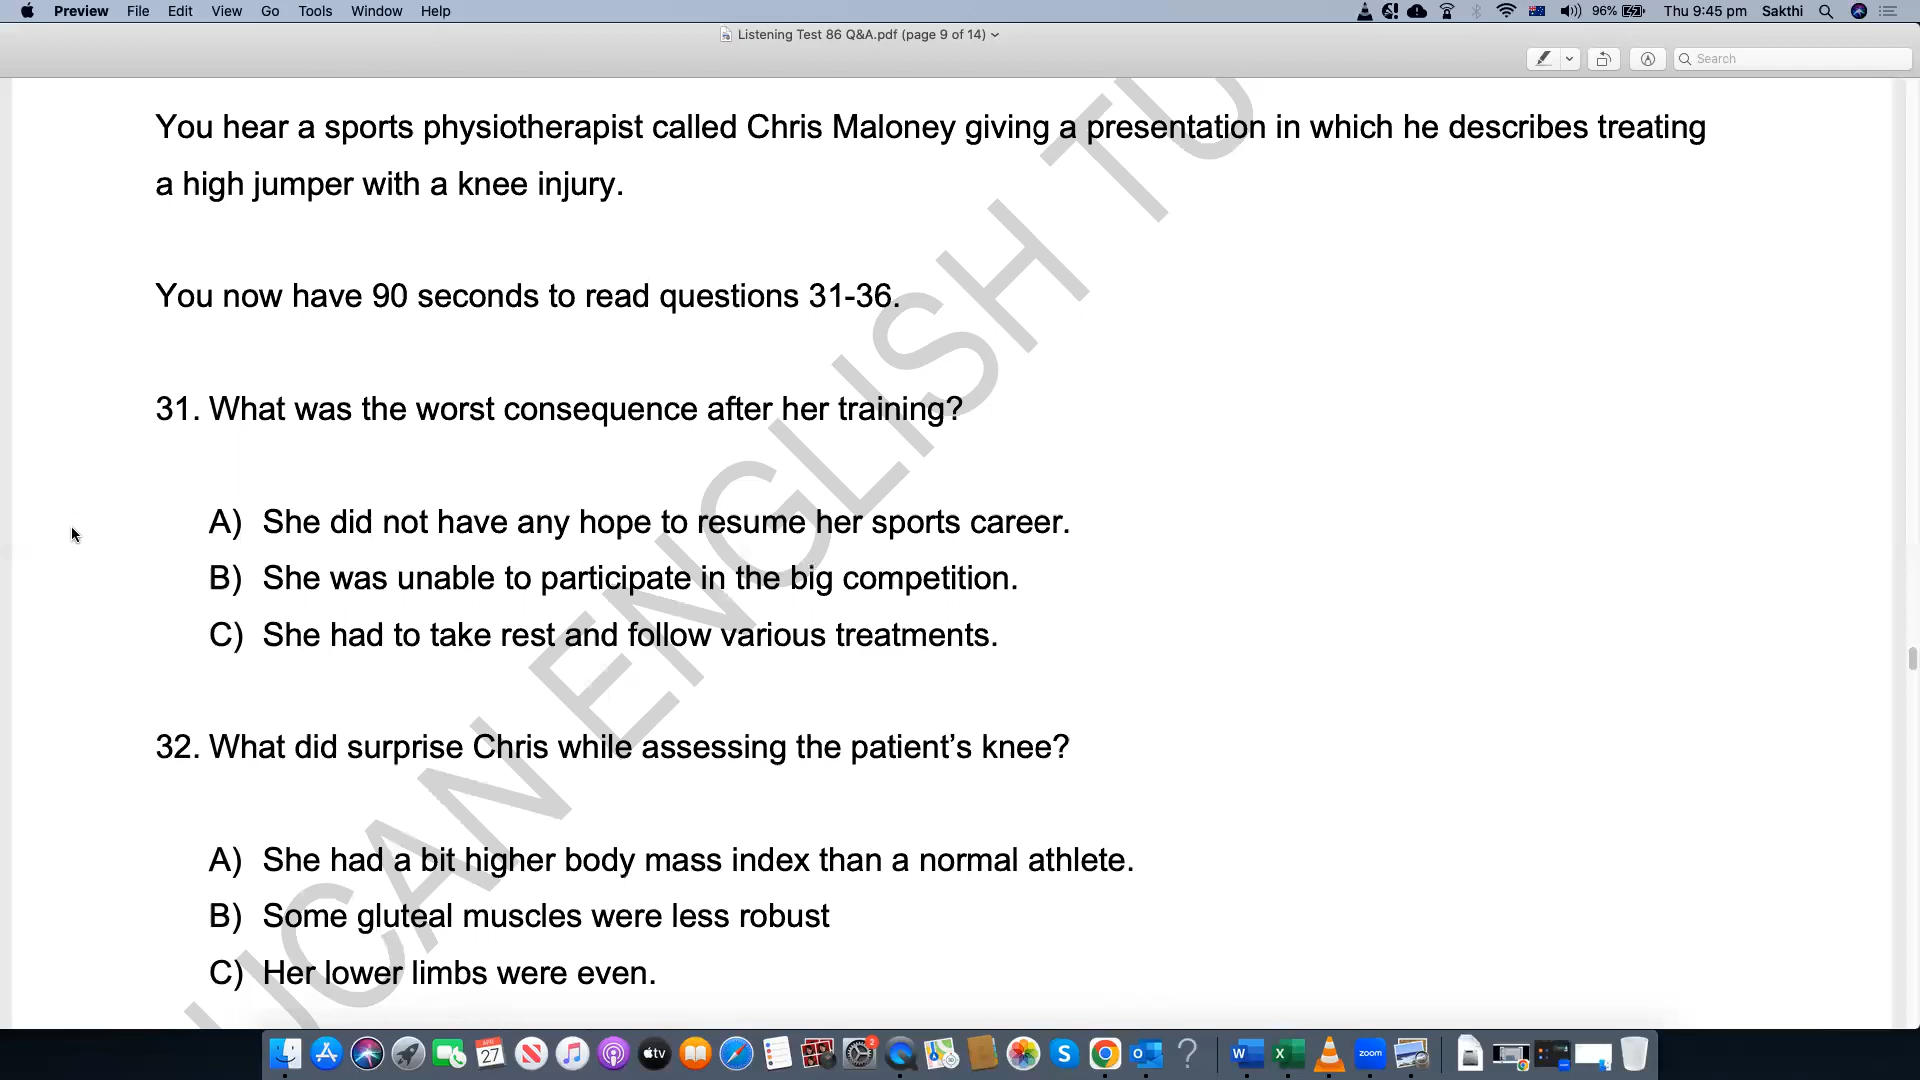 Preview File Edit View Go Tools Window Help 96% Thu 9:45 pm Sakthi
Listening Test 86 Q&A.pdf (page 9 of 14)
Search
You hear a sports physiotherapist called Chris Maloney giving a presentation in which he describes treating
a high jumper with a knee injury.
You now have 90 seconds to read questions 31-36.
31. What was the worst consequence after her training?
A) She did not have any hope to resume her sports career.
B) She was unable to participate in the big competition.
C) She had to take rest and follow various treatments.
32. What did surprise Chris while assessing the patient’s knee?
A) She had a bit higher body mass index than a normal athlete.
B) Some gluteal muscles were less robust
C) Her lower limbs were even.
UCAN ENGLISH TU
27
tv
2
S
W
X
zoom